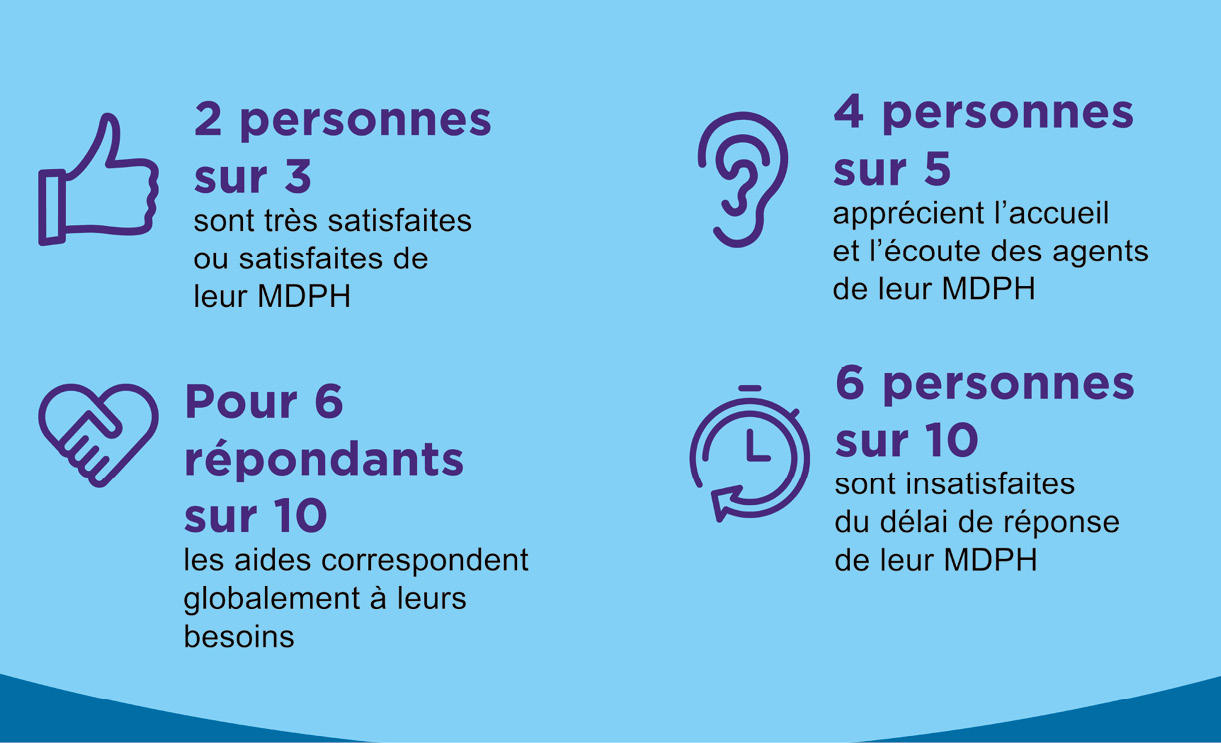 2 personnes
sur 3
sont très satisfaites
ou satisfaites de
leur MDPH
4 personnes
sur 5
apprécient l’accueil
et l’écoute des agents
de leur MDPH
Pour 6
répondants
sur 10
les aides correspondent
globalement à leurs
besoins
6 personnes
sur 10
sont insatisfaites
du délai de réponse
de leur MDPH